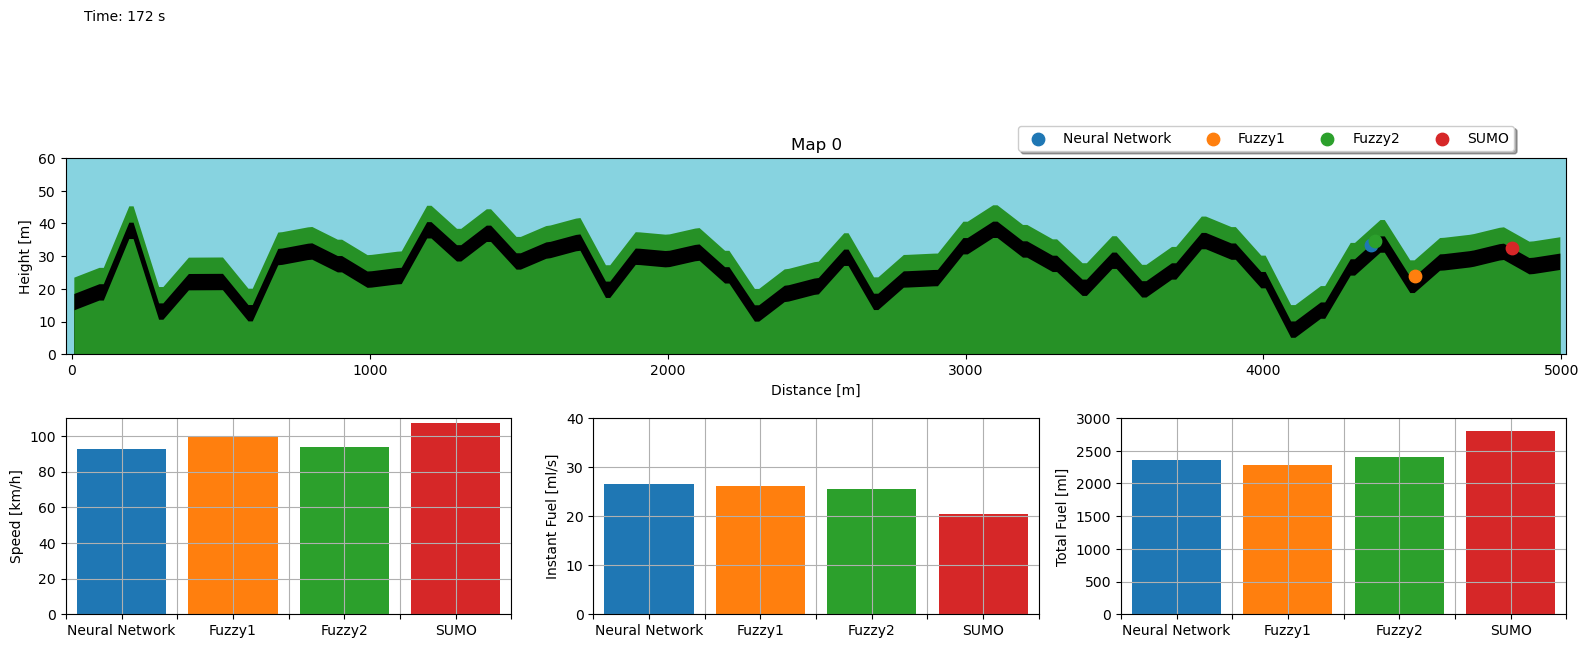 Time: 172 s
Neural Network Fuzzy1 Fuzzy2 SUMO
Map 0
Height [m]
60
50
40
30
20
10
0
0 1000 2000 3000 4000 5000
Distance [m]
Speed [km/h]
100
80
60
40
20
0
Neural Network Fuzzy1 Fuzzy2 SUMO
Instant Fuel [ml/s]
40
30
20
10
0
Neural Network Fuzzy1 Fuzzy2 SUMO
Total Fuel [ml]
3000
2500
2000
1500
1000
500
0
Neural Network Fuzzy1 Fuzzy2 SUMO